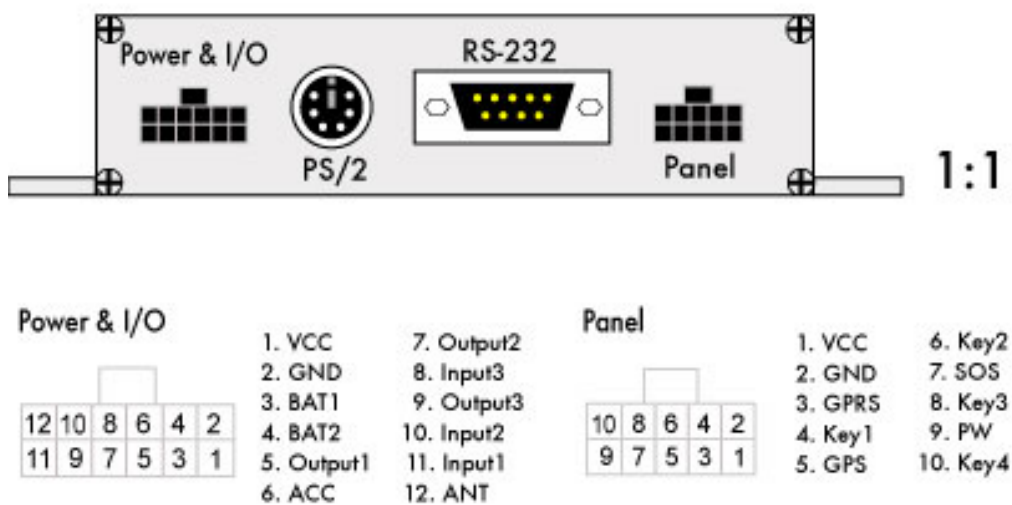 Power & I/O
RS-232
PS/2
Panel
1:1
Power & I/O
12 10 8 6 4 2
11 9 7 5 3 1
1. VCC
2. GND
3. BAT1
4. BAT2
5. Output1
6. ACC
7. Output2
8. Input3
9. Output3
10. Input2
11. Input1
12. ANT
Panel
10 8 6 4 2
9 7 5 3 1
1. VCC
2. GND
3. GPRS
4. Key1
5. GPS
6. Key2
7. SOS
8. Key3
9. PW
10. Key4